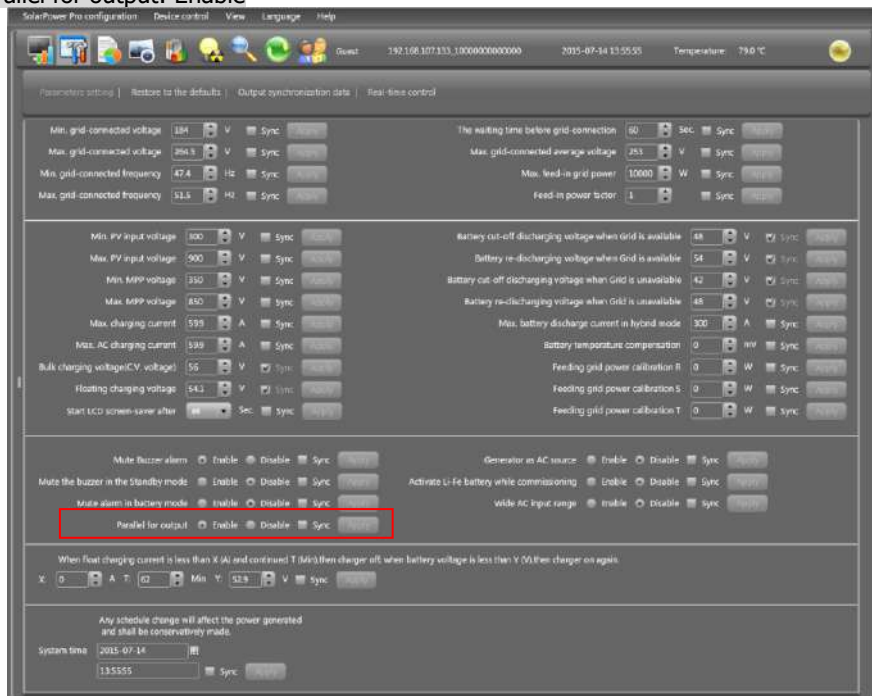 Parallel for output: Enable
SolarPower Pro configuration Device control View Language Help
Guest 192.168.107.133_10000000000000 2015-07-14 13:55:55 Temperature: 79.0 ℃
Parameters setting | Restore to the defaults | Output synchronization data | Real-time control
Min. grid-connected voltage 184 V Sync Apply The waiting time before grid-connection 60 Sec. Sync Apply
Max. grid-connected voltage 264.5 V Sync Apply Max. grid-connected average voltage 253 V Sync Apply
Min. grid-connected frequency 47.4 Hz Sync Apply Max. feed-in grid power 10000 W Sync Apply
Max. grid-connected frequency 51.5 Hz Sync Apply Feed-in power factor 1 Sync Apply
Min. PV input voltage 300 V Sync Apply Battery cut-off discharging voltage when Grid is available 48 V Sync Apply
Max. PV input voltage 900 V Sync Apply Battery re-discharging voltage when Grid is available 54 V Sync Apply
Min. MPP voltage 350 V Sync Apply Battery cut-off discharging voltage when Grid is unavailable 42 V Sync Apply
Max. MPP voltage 850 V Sync Apply Battery re-discharging voltage when Grid is unavailable 48 V Sync Apply
Max. charging current 599 A Sync Apply Max. battery discharge current in hybrid mode 300 A Sync Apply
Max. AC charging current 599 A Sync Apply Battery temperature compensation 0 mV Sync Apply
Bulk charging voltage(C.V. voltage) 56 V Sync Apply Feeding grid power calibration R 0 W Sync Apply
Floating charging voltage 54.1 V Sync Apply Feeding grid power calibration S 0 W Sync Apply
Start LCD screen-saver after Sec. Sync Apply Feeding grid power calibration T 0 W Sync Apply
Mute Buzzer alarm Enable Disable Sync Apply Generator as AC source Enable Disable Sync Apply
Mute the buzzer in the Standby mode Enable Disable Sync Apply Activate Li-Fe battery while commissioning Enable Disable Sync Apply
Mute alarm in battery mode Enable Disable Sync Apply Wide AC input range Enable Disable Sync Apply
Parallel for output Enable Disable Sync Apply
When float charging current is less than X (A) and continued T (Min),then charger off, when battery voltage is less than Y (V),then charger on again.
X: 0 A T: 62 Min Y: 52.9 V Sync Apply
Any schedule change will affect the power generated
and shall be conservatively made.
System time 2015-07-14
13:55:55 Sync Apply